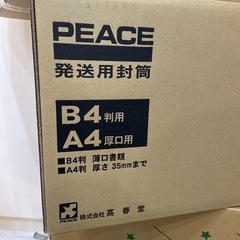 PEACE
発送用封筒
B4判用
A4厚口用
■B4判 薄口書類
■A4判 厚さ35mmまで
PEACE 株式会社 高春堂